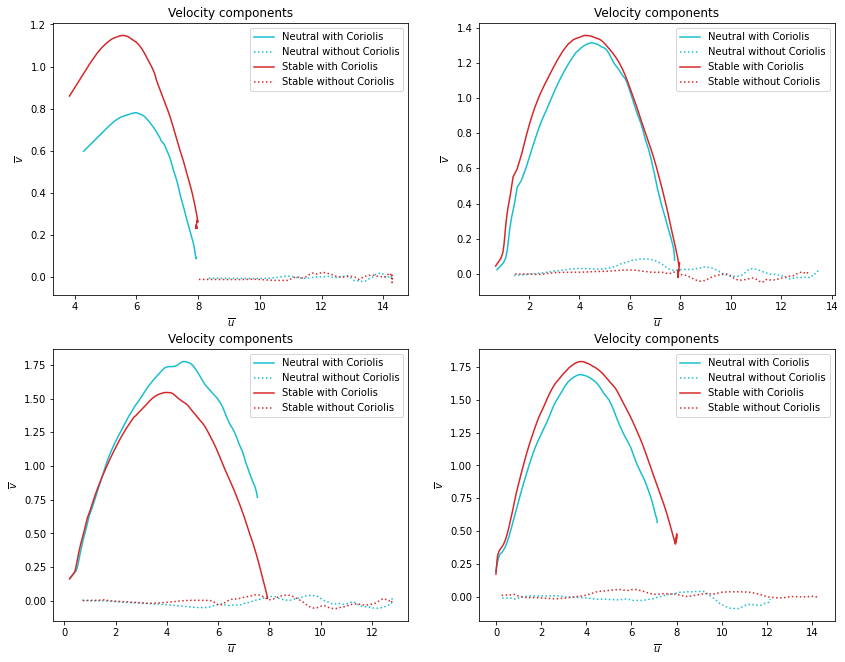 Velocity components
1.2
1.0
0.8
0.6
0.4
0.2
0.0
v
4 6 8 10 12 14
u
Neutral with Coriolis
Neutral without Coriolis
Stable with Coriolis
Stable without Coriolis
Velocity components
1.4
1.2
1.0
0.8
0.6
0.4
0.2
0.0
v
2 4 6 8 10 12 14
u
Neutral with Coriolis
Neutral without Coriolis
Stable with Coriolis
Stable without Coriolis
Velocity components
1.75
1.50
1.25
1.00
0.75
0.50
0.25
0.00
v
0 2 4 6 8 10 12
u
Neutral with Coriolis
Neutral without Coriolis
Stable with Coriolis
Stable without Coriolis
Velocity components
1.75
1.50
1.25
1.00
0.75
0.50
0.25
0.00
v
0 2 4 6 8 10 12 14
u
Neutral with Coriolis
Neutral without Coriolis
Stable with Coriolis
Stable without Coriolis